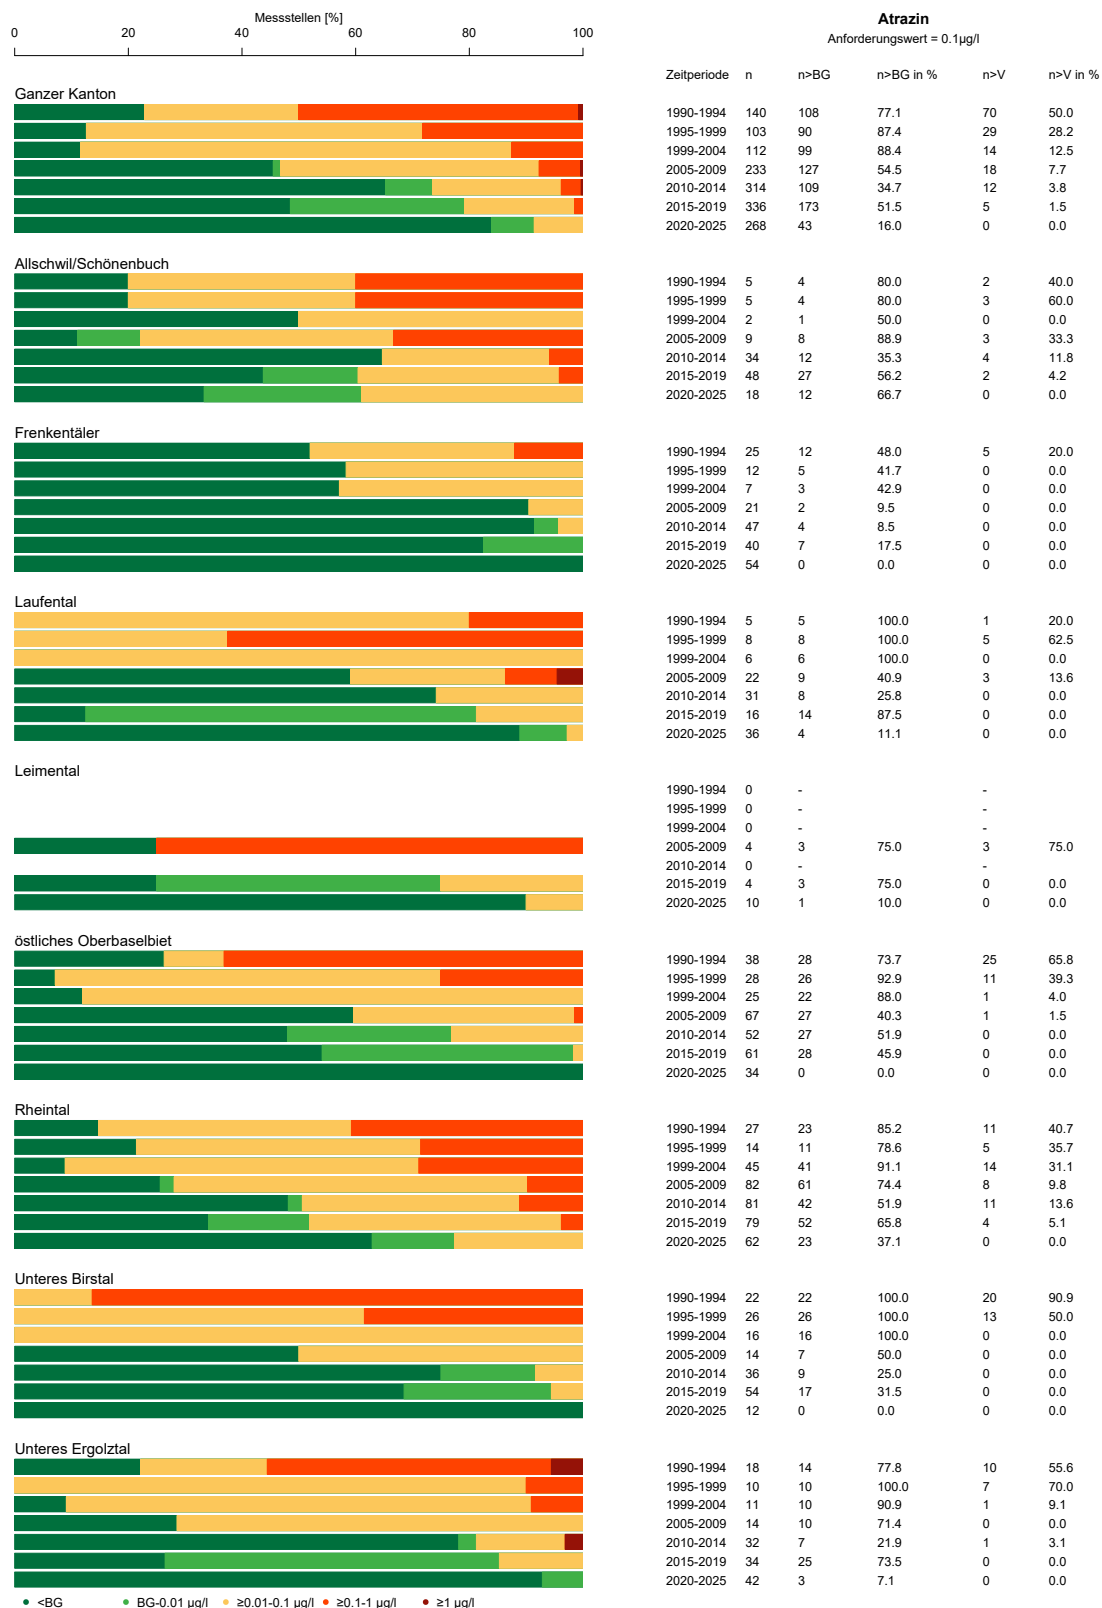 Messstellen [%]
0 20 40 60 80 100
Atrazin
Anforderungswert = 0.1µg/l
Zeitperiode n n>BG n>BG in % n>V n>V in %
Ganzer Kanton
1990-1994 140 108 77.1 70 50.0
1995-1999 103 90 87.4 29 28.2
1999-2004 112 99 88.4 14 12.5
2005-2009 233 127 54.5 18 7.7
2010-2014 314 109 34.7 12 3.8
2015-2019 336 173 51.5 5 1.5
2020-2025 268 43 16.0 0 0.0
Allschwil/Schönenbuch
1990-1994 5 4 80.0 2 40.0
1995-1999 5 4 80.0 3 60.0
1999-2004 2 1 50.0 0 0.0
2005-2009 9 8 88.9 3 33.3
2010-2014 34 12 35.3 4 11.8
2015-2019 48 27 56.2 2 4.2
2020-2025 18 12 66.7 0 0.0
Frenkentäler
1990-1994 25 12 48.0 5 20.0
1995-1999 12 5 41.7 0 0.0
1999-2004 7 3 42.9 0 0.0
2005-2009 21 2 9.5 0 0.0
2010-2014 47 4 8.5 0 0.0
2015-2019 40 7 17.5 0 0.0
2020-2025 54 0 0.0 0 0.0
Laufental
1990-1994 5 5 100.0 1 20.0
1995-1999 8 8 100.0 5 62.5
1999-2004 6 6 100.0 0 0.0
2005-2009 22 9 40.9 3 13.6
2010-2014 31 8 25.8 0 0.0
2015-2019 16 14 87.5 0 0.0
2020-2025 36 4 11.1 0 0.0
Leimental
1990-1994 0 - -
1995-1999 0 - -
1999-2004 0 - -
2005-2009 4 3 75.0 3 75.0
2010-2014 0 - -
2015-2019 4 3 75.0 0 0.0
2020-2025 10 1 10.0 0 0.0
östliches Oberbaselbiet
1990-1994 38 28 73.7 25 65.8
1995-1999 28 26 92.9 11 39.3
1999-2004 25 22 88.0 1 4.0
2005-2009 67 27 40.3 1 1.5
2010-2014 52 27 51.9 0 0.0
2015-2019 61 28 45.9 0 0.0
2020-2025 34 0 0.0 0 0.0
Rheintal
1990-1994 27 23 85.2 11 40.7
1995-1999 14 11 78.6 5 35.7
1999-2004 45 41 91.1 14 31.1
2005-2009 82 61 74.4 8 9.8
2010-2014 81 42 51.9 11 13.6
2015-2019 79 52 65.8 4 5.1
2020-2025 62 23 37.1 0 0.0
Unteres Birstal
1990-1994 22 22 100.0 20 90.9
1995-1999 26 26 100.0 13 50.0
1999-2004 16 16 100.0 0 0.0
2005-2009 14 7 50.0 0 0.0
2010-2014 36 9 25.0 0 0.0
2015-2019 54 17 31.5 0 0.0
2020-2025 12 0 0.0 0 0.0
Unteres Ergolztal
1990-1994 18 14 77.8 10 55.6
1995-1999 10 10 100.0 7 70.0
1999-2004 11 10 90.9 1 9.1
2005-2009 14 10 71.4 0 0.0
2010-2014 32 7 21.9 1 3.1
2015-2019 34 25 73.5 0 0.0
2020-2025 42 3 7.1 0 0.0
<BG BG-0.01 µg/l ≥0.01-0.1 µg/l ≥0.1-1 µg/l ≥1 µg/l